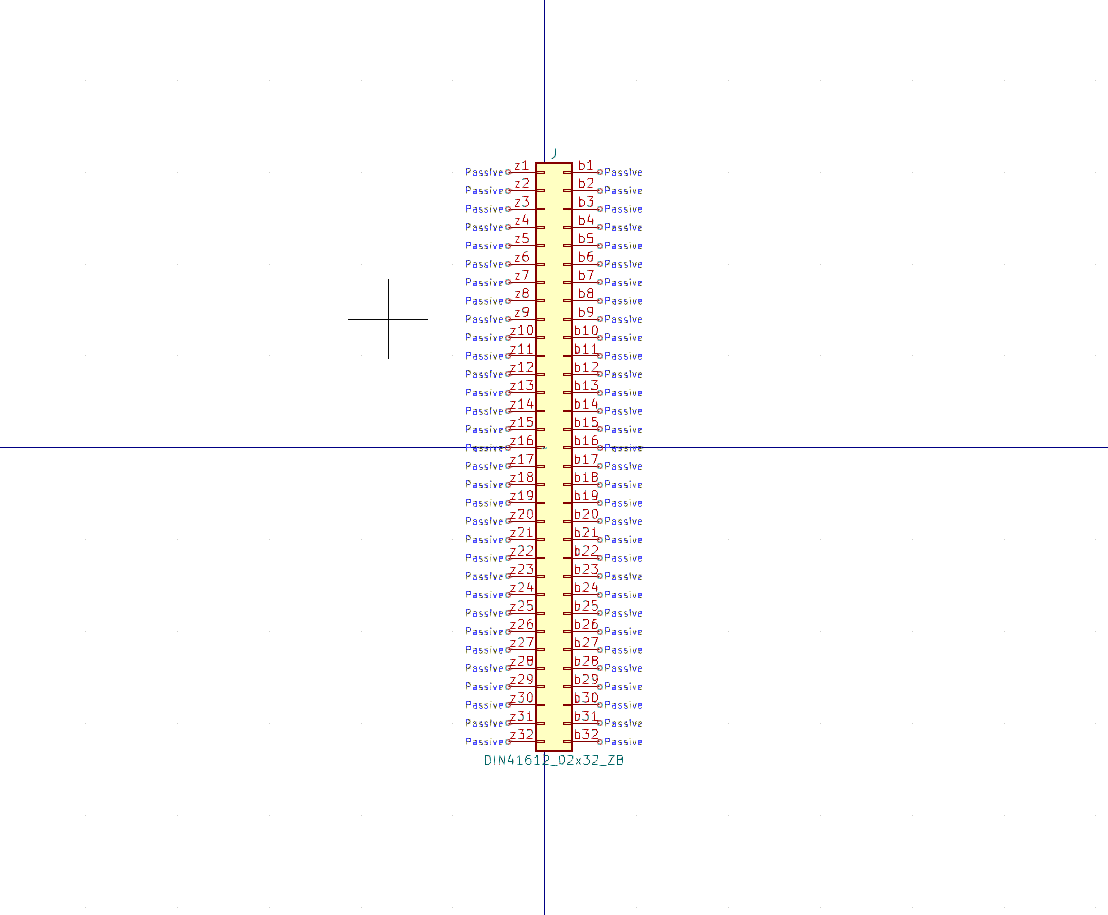 J
Passive z1 b1 Passive
Passive z2 b2 Passive
Passive z3 b3 Passive
Passive z4 b4 Passive
Passive z5 b5 Passive
Passive z6 b6 Passive
Passive z7 b7 Passive
Passive z8 b8 Passive
Passive z9 b9 Passive
Passive z10 b10 Passive
Passive z11 b11 Passive
Passive z12 b12 Passive
Passive z13 b13 Passive
Passive z14 b14 Passive
Passive z15 b15 Passive
Passive z16 b16 Passive
Passive z17 b17 Passive
Passive z18 b18 Passive
Passive z19 b19 Passive
Passive z20 b20 Passive
Passive z21 b21 Passive
Passive z22 b22 Passive
Passive z23 b23 Passive
Passive z24 b24 Passive
Passive z25 b25 Passive
Passive z26 b26 Passive
Passive z27 b27 Passive
Passive z28 b28 Passive
Passive z29 b29 Passive
Passive z30 b30 Passive
Passive z31 b31 Passive
Passive z32 b32 Passive
DIN41612_02x32_ZB